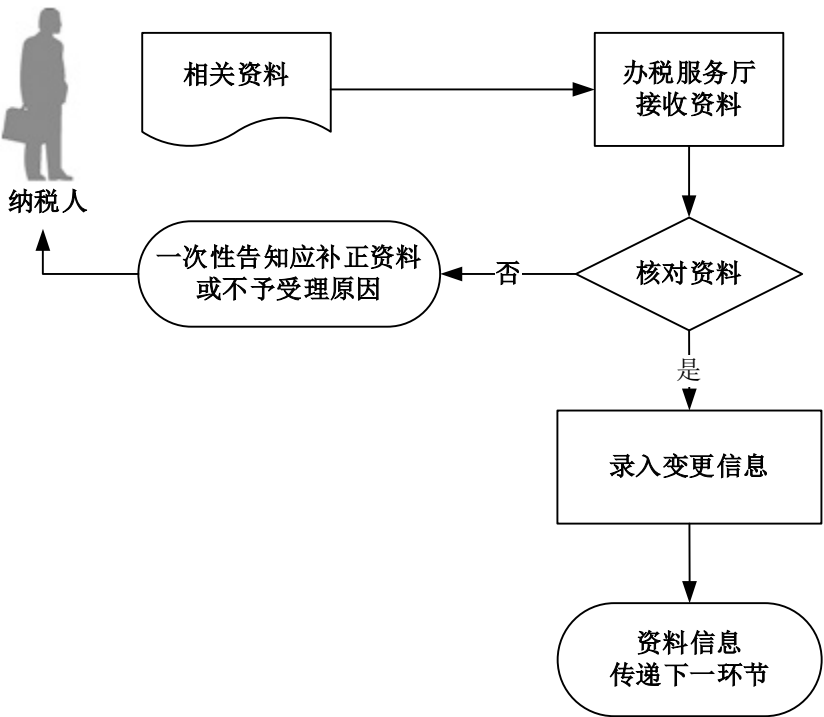 相关资料
办税服务厅
接收资料
纳税人
一次性告知应补正资料
或不予受理原因
否
核对资料
是
录入变更信息
资料信息
传递下一环节